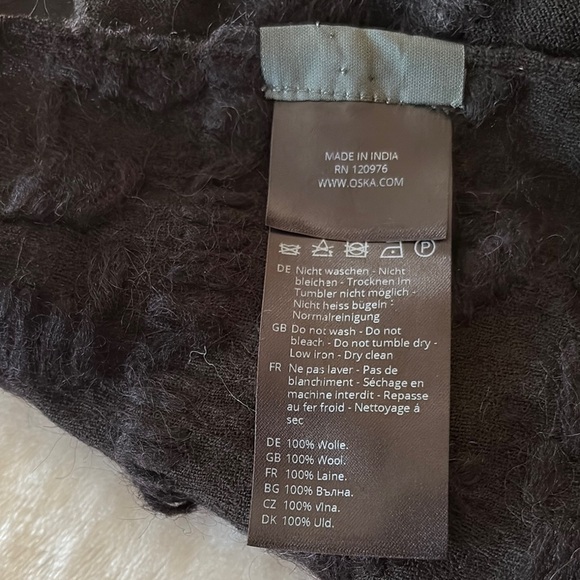 MADE IN INDIA
RN 120976
WWW.OSKA.COM
P
DE Nicht waschen - Nicht
bleichen - Trocknen im
Tumbler nicht möglich -
Nicht heiss bügeln -
Normalreinigung
GB Do not wash - Do not
bleach - Do not tumble dry -
Low iron - Dry clean
FR Ne pas laver - Pas de
blanchiment - Séchage en
machine interdit - Repasse
au fer froid - Nettoyage à
sec
DE 100% Wolle.
GB 100% Wool.
FR 100% Laine.
BG 100% Вълна.
CZ 100% Vlna.
DK 100% Uld.